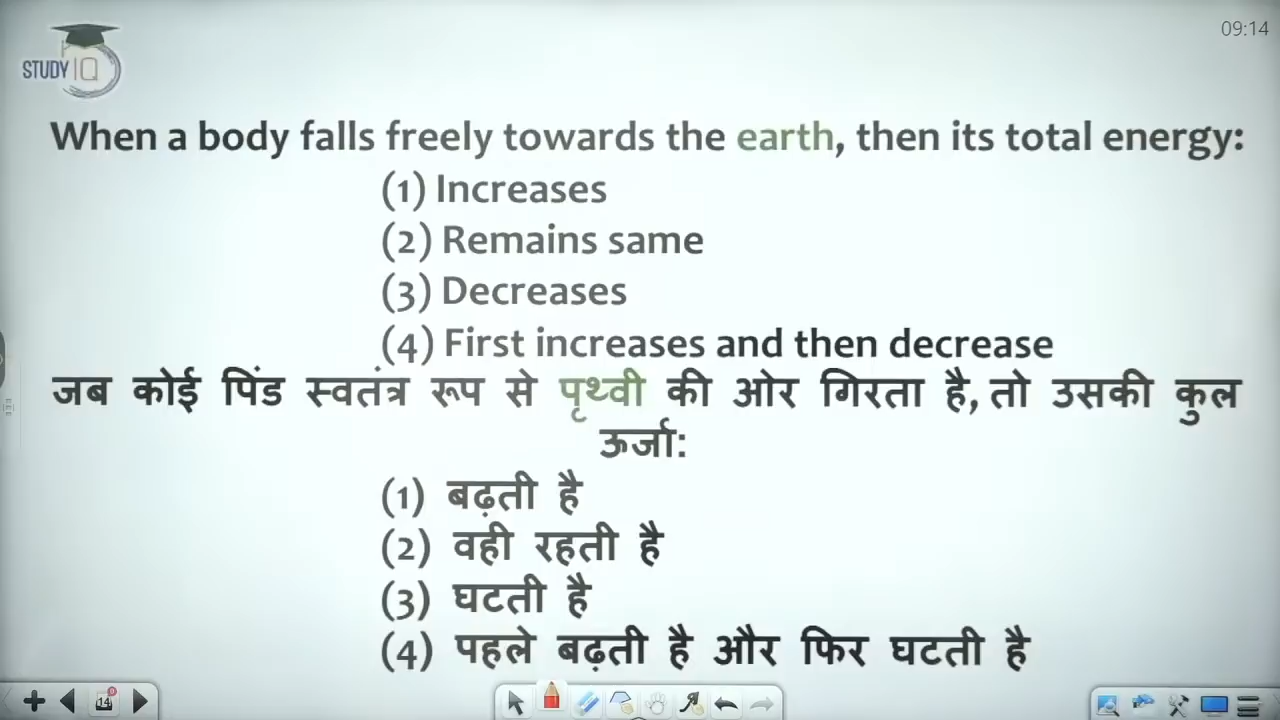 STUDY IQ
09:14
When a body falls freely towards the earth, then its total energy:
(1) Increases
(2) Remains same
(3) Decreases
(4) First increases and then decrease
जब कोई पिंड स्वतंत्र रूप से पृथ्वी की ओर गिरता है, तो उसकी कुल
ऊर्जा:
(1) बढ़ती है
(2) वही रहती है
(3) घटती है
(4) पहले बढ़ती है और फिर घटती है
14